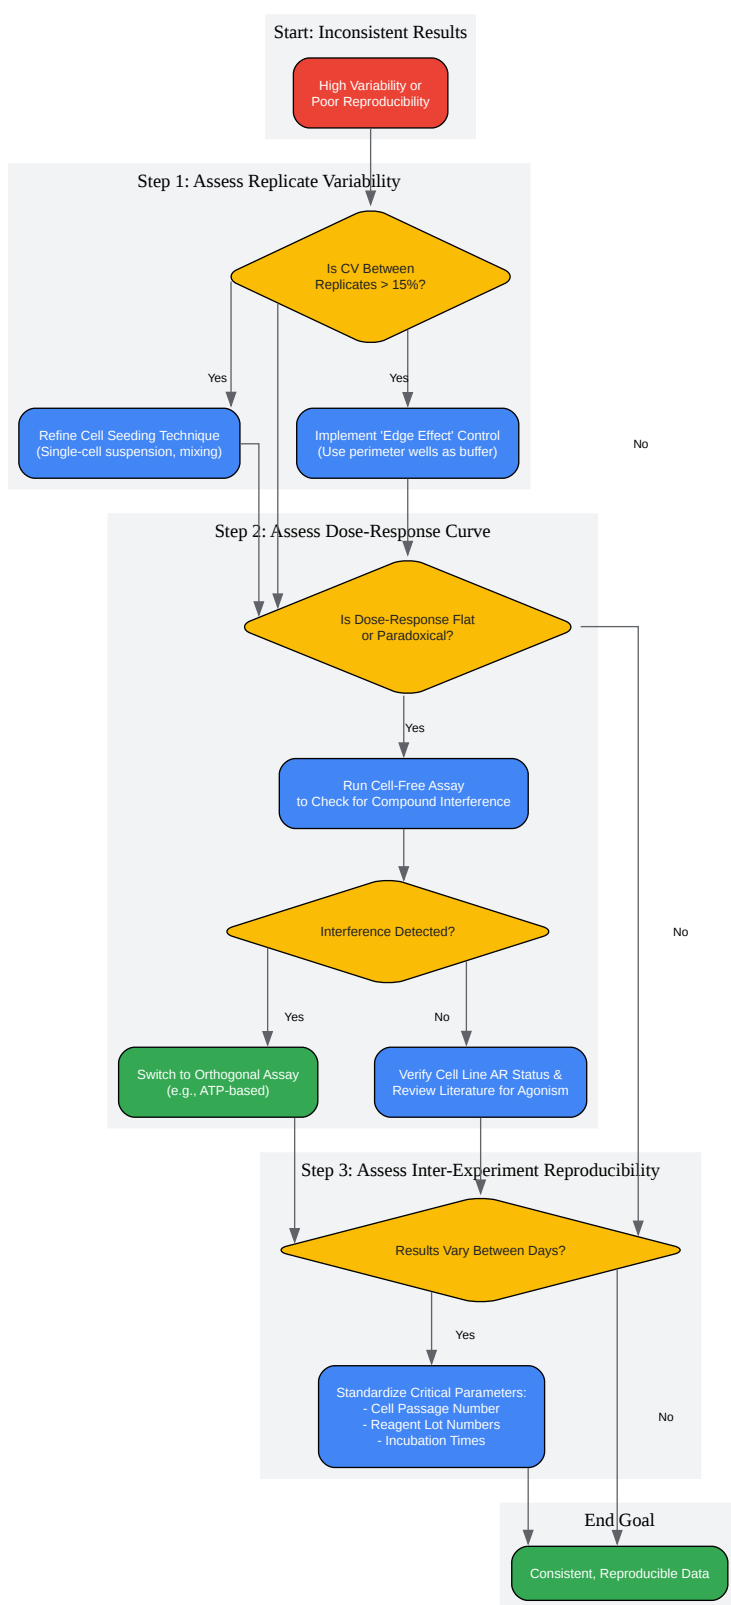 Start: Inconsistent Results
High Variability or
Poor Reproducibility
Step 1: Assess Replicate Variability
Is CV Between
Replicates > 15%?
Yes
Yes
Refine Cell Seeding Technique
(Single-cell suspension, mixing)
Implement 'Edge Effect' Control
(Use perimeter wells as buffer)
No
Step 2: Assess Dose-Response Curve
Is Dose-Response Flat
or Paradoxical?
Yes
Run Cell-Free Assay
to Check for Compound Interference
Interference Detected?
No
Yes
No
Switch to Orthogonal Assay
(e.g., ATP-based)
Verify Cell Line AR Status &
Review Literature for Agonism
Step 3: Assess Inter-Experiment Reproducibility
Results Vary Between Days?
Yes
Standardize Critical Parameters:
- Cell Passage Number
- Reagent Lot Numbers
- Incubation Times
No
End Goal
Consistent, Reproducible Data